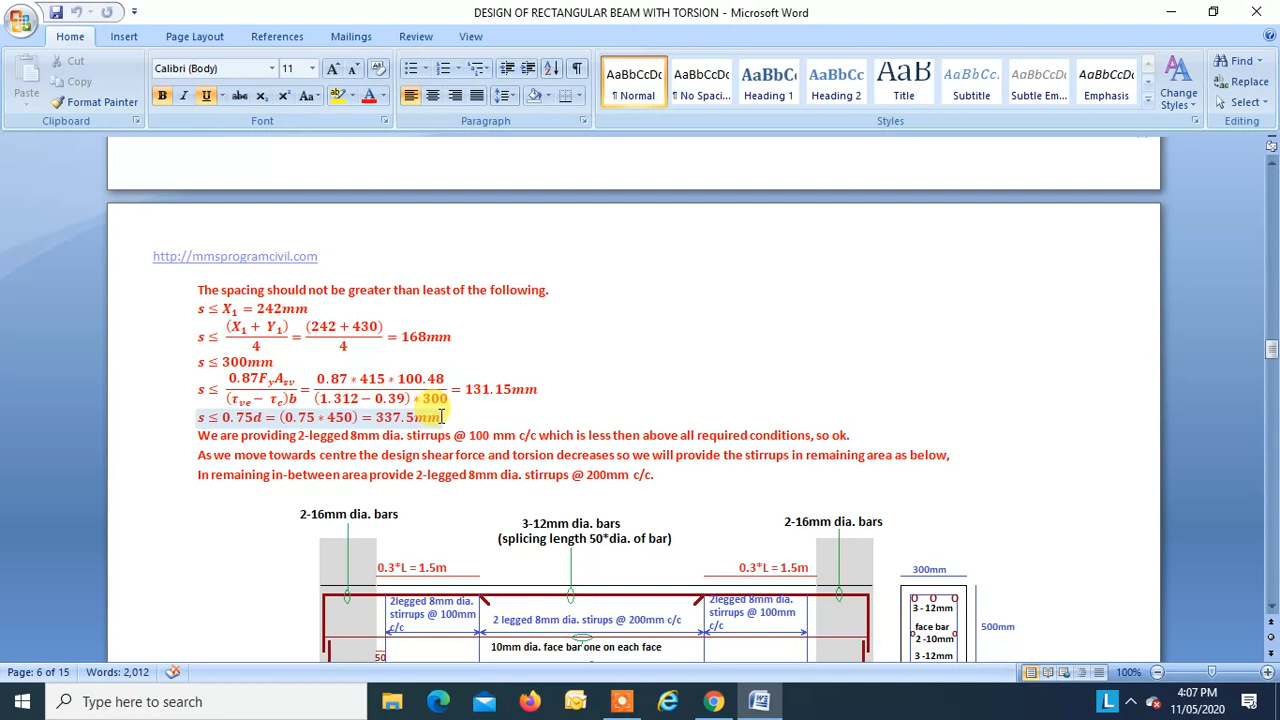 DESIGN OF RECTANGULAR BEAM WITH TORSION - Microsoft Word
Home Insert Page Layout References Mailings Review View
Paste
Cut
Copy
Format Painter
Clipboard
Calibri (Body) 11
B I U abc x₂ x² Aa
Font
Paragraph
AaBbCcDc AaBbCcDc AaBbCc AaBbCc AaB AaBbCc. AaBbCcDc AaBbCcDc
¶ Normal ¶ No Spaci... Heading 1 Heading 2 Title Subtitle Subtle Em... Emphasis
Change Styles
Styles
Find
Replace
Select
Editing
http://mmsprogramcivil.com
The spacing should not be greater than least of the following.
s ≤ X₁ = 242mm
s ≤ (X₁ + Y₁)/4 = (242 + 430)/4 = 168mm
s ≤ 300mm
s ≤ 0.87FyAsv/(τve − τc)b = 0.87 * 415 * 100.48/(1.312 − 0.39) * 300 = 131.15mm
s ≤ 0.75d = (0.75 * 450) = 337.5mm
We are providing 2-legged 8mm dia. stirrups @ 100 mm c/c which is less then above all required conditions, so ok.
As we move towards centre the design shear force and torsion decreases so we will provide the stirrups in remaining area as below,
In remaining in-between area provide 2-legged 8mm dia. stirrups @ 200mm c/c.
2-16mm dia. bars
3-12mm dia. bars
(splicing length 50*dia. of bar)
2-16mm dia. bars
0.3*L = 1.5m
0.3*L = 1.5m
300mm
2legged 8mm dia.
stirrups @ 100mm
c/c
2 legged 8mm dia. stirrups @ 200mm c/c
2legged 8mm dia.
stirrups @ 100mm
c/c
10mm dia. face bar one on each face
50
3 - 12mm
face bar
2 -10mm
3 -12mm
500mm
Page: 6 of 15 Words: 2,012 100%
Type here to search
L
4:07 PM
11/05/2020